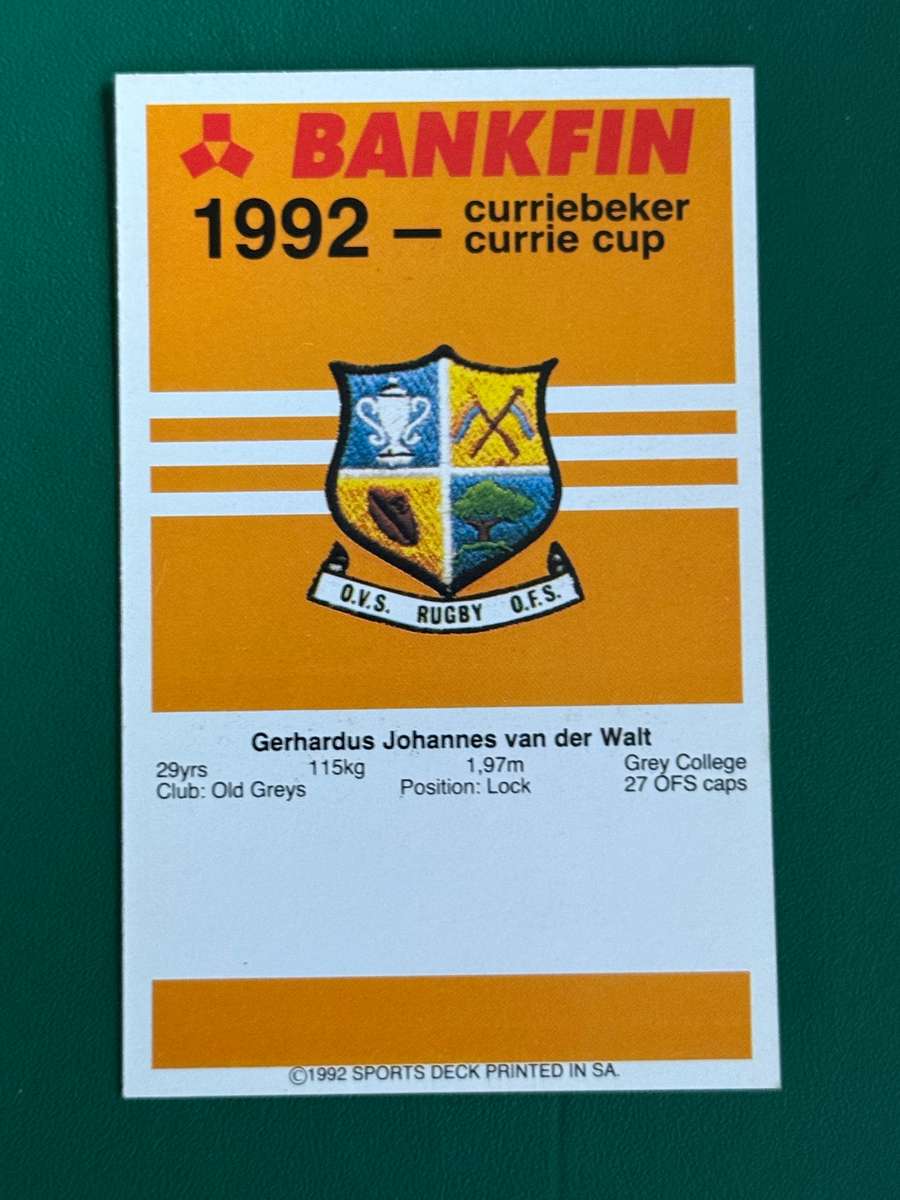 BANKFIN
1992 – curriebeker
currie cup
O.V.S. RUGBY O.F.S.
Gerhardus Johannes van der Walt
29yrs 115kg 1,97m Grey College
Club: Old Greys Position: Lock 27 OFS caps
©1992 SPORTS DECK PRINTED IN SA.